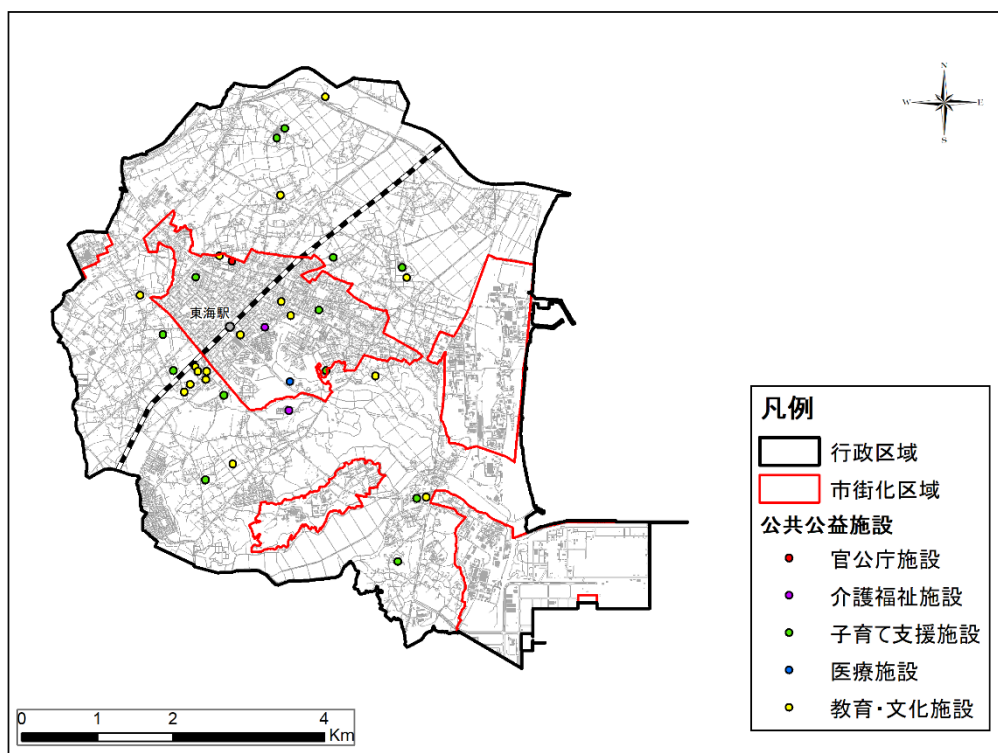 N
W
E
S
東海駅
凡例
行政区域
市街化区域
公共公益施設
官公庁施設
介護福祉施設
子育て支援施設
医療施設
教育・文化施設
0 1 2 4
Km